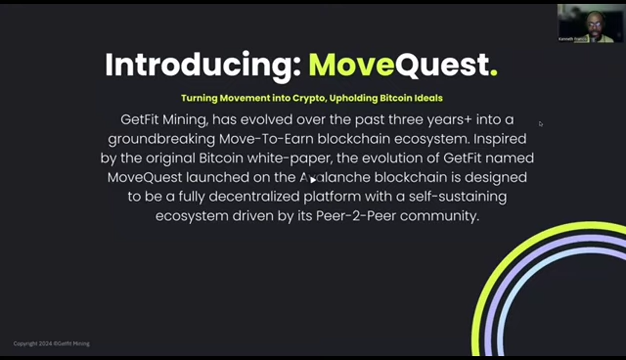 Introducing: MoveQuest.
Turning Movement into Crypto, Upholding Bitcoin Ideals
GetFit Mining, has evolved over the past three years+ into a
groundbreaking Move-To-Earn blockchain ecosystem. Inspired
by the original Bitcoin white-paper, the evolution of GetFit named
MoveQuest launched on the Avalanche blockchain is designed
to be a fully decentralized platform with a self-sustaining
ecosystem driven by its Peer-2-Peer community.
Copyright 2024 ©Getfit Mining